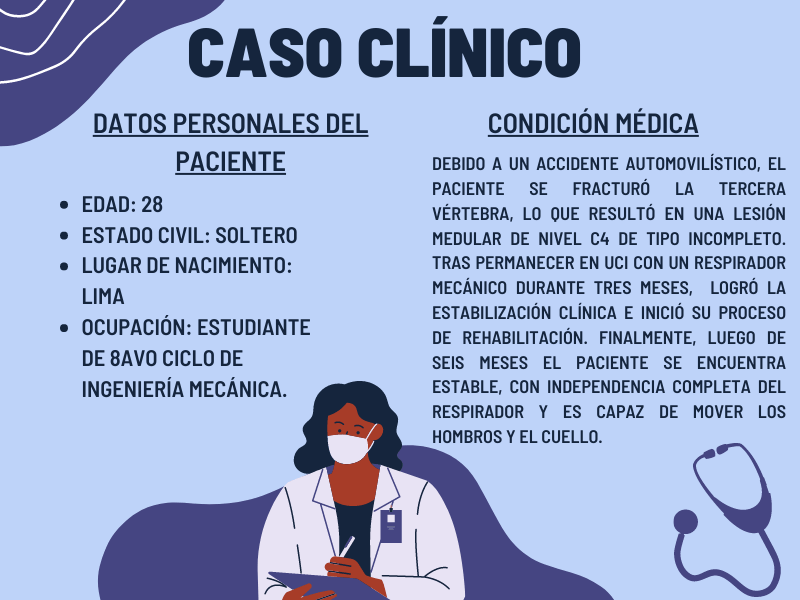 CASO CLÍNICO
DATOS PERSONALES DEL
PACIENTE
• EDAD: 28
• ESTADO CIVIL: SOLTERO
• LUGAR DE NACIMIENTO:
LIMA
• OCUPACIÓN: ESTUDIANTE
DE 8AVO CICLO DE
INGENIERÍA MECÁNICA.
CONDICIÓN MÉDICA
DEBIDO A UN ACCIDENTE AUTOMOVILÍSTICO, EL
PACIENTE SE FRACTURÓ LA TERCERA
VÉRTEBRA, LO QUE RESULTÓ EN UNA LESIÓN
MEDULAR DE NIVEL C4 DE TIPO INCOMPLETO.
TRAS PERMANECER EN UCI CON UN RESPIRADOR
MECÁNICO DURANTE TRES MESES, LOGRÓ LA
ESTABILIZACIÓN CLÍNICA E INICIÓ SU PROCESO
DE REHABILITACIÓN. FINALMENTE, LUEGO DE
SEIS MESES EL PACIENTE SE ENCUENTRA
ESTABLE, CON INDEPENDENCIA COMPLETA DEL
RESPIRADOR Y ES CAPAZ DE MOVER LOS
HOMBROS Y EL CUELLO.